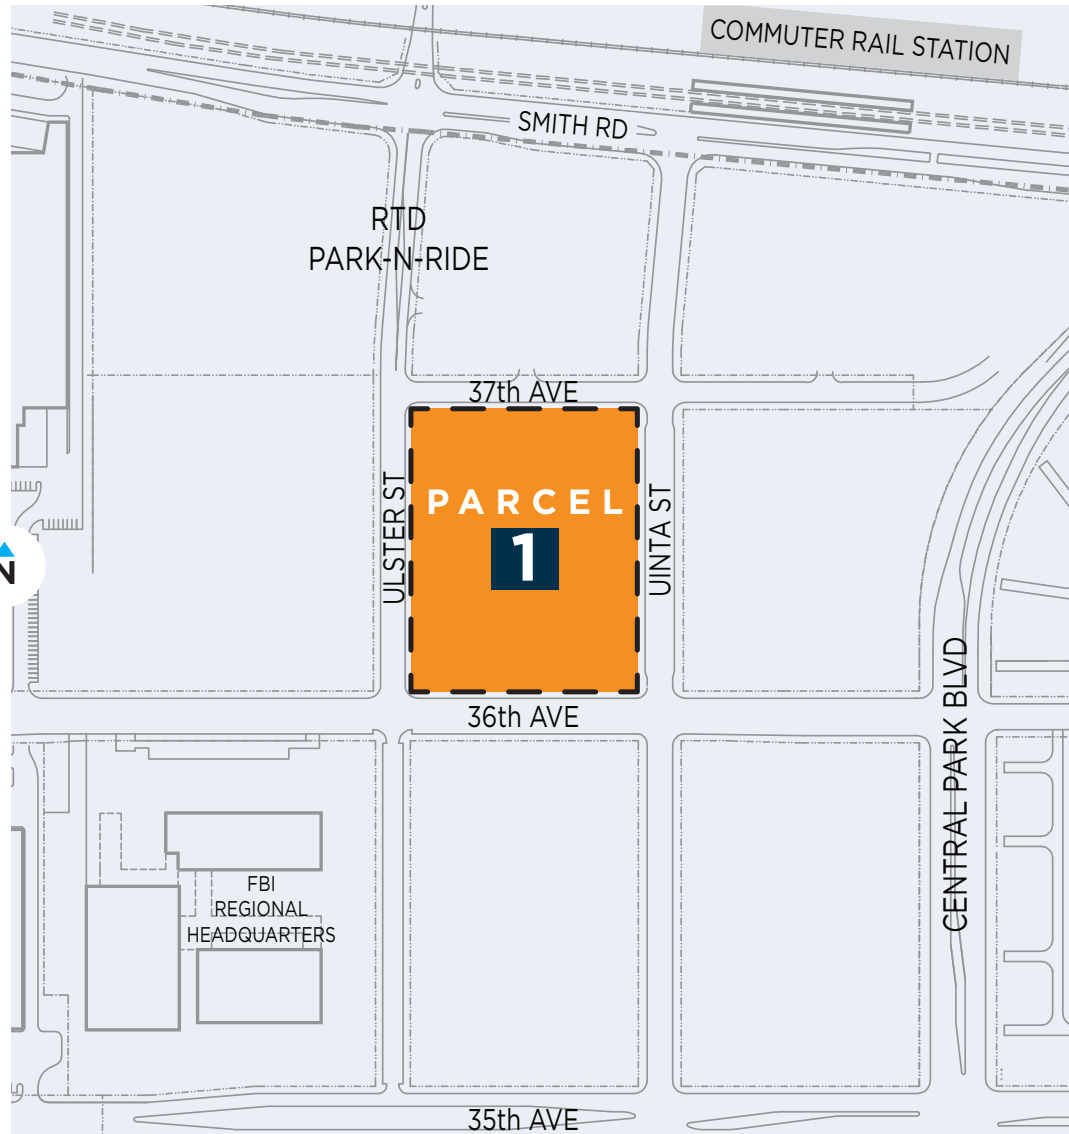 COMMUTER RAIL STATION
SMITH RD
RTD
PARK-N-RIDE
37th AVE
ULSTER ST
PARCEL
1
UINTA ST
N
36th AVE
CENTRAL PARK BLVD
FBI
REGIONAL
HEADQUARTERS
35th AVE